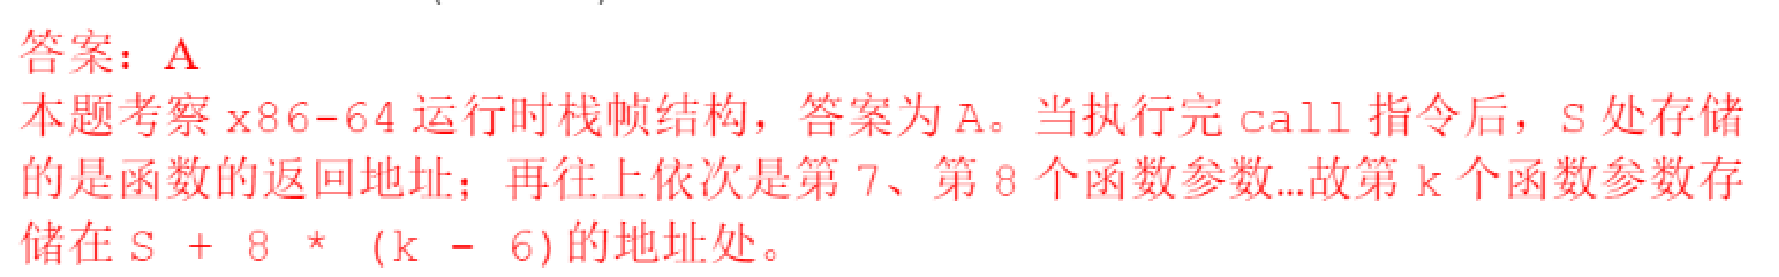 答案：A
本题考察 x86-64 运行时栈帧结构，答案为 A。当执行完 call 指令后，S 处存储
的是函数的返回地址；再往上依次是第 7、第 8 个函数参数…故第 k 个函数参数存
储在 S + 8 * (k - 6)的地址处。